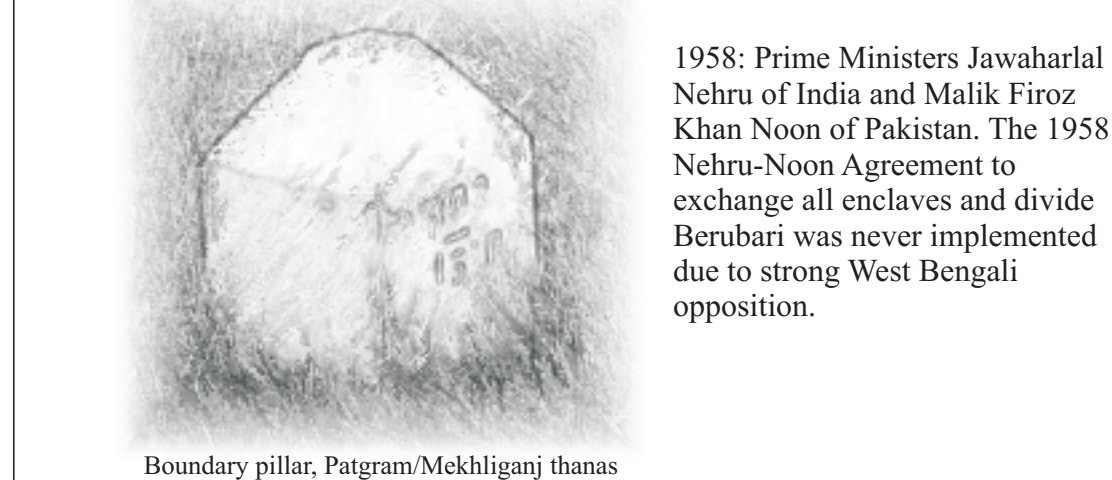 1958: Prime Ministers Jawaharlal
Nehru of India and Malik Firoz
Khan Noon of Pakistan. The 1958
Nehru-Noon Agreement to
exchange all enclaves and divide
Berubari was never implemented
due to strong West Bengali
opposition.
Boundary pillar, Patgram/Mekhliganj thanas